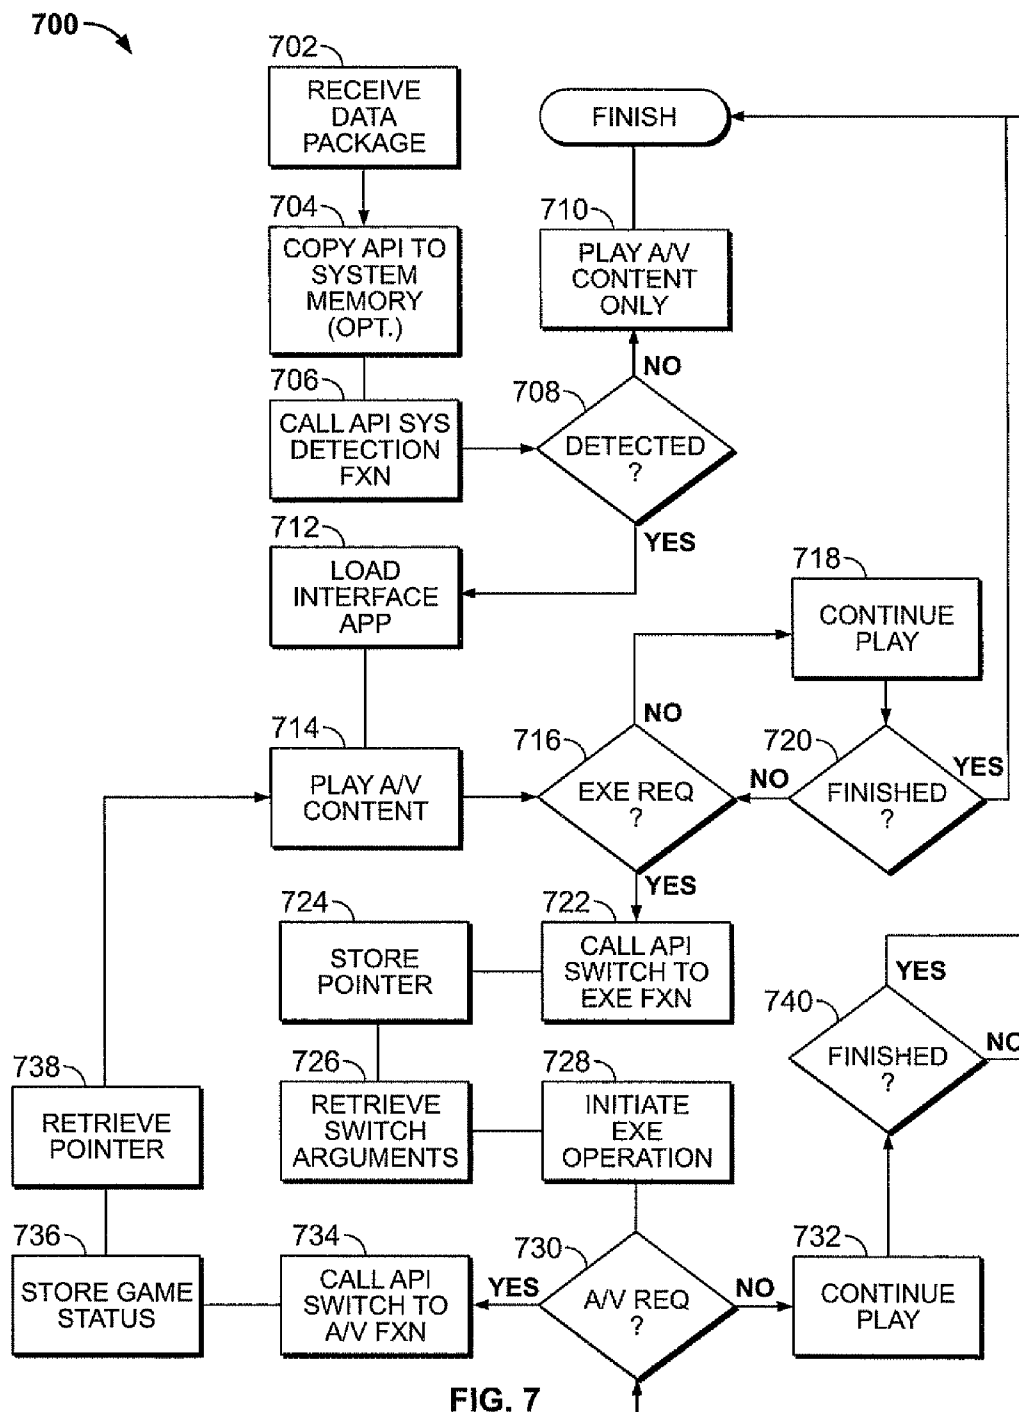 700
702
RECEIVE
DATA
PACKAGE
FINISH
704
COPY API TO
SYSTEM
MEMORY
(OPT.)
710
PLAY A/V
CONTENT
ONLY
NO
706
CALL API SYS
DETECTION
FXN
708
DETECTED
?
YES
712
LOAD
INTERFACE
APP
718
CONTINUE
PLAY
NO
714
PLAY A/V
CONTENT
716
EXE REQ
?
YES
720
FINISHED
?
NO
YES
724
STORE
POINTER
722
CALL API
SWITCH TO
EXE FXN
YES
740
FINISHED
?
NO
738
RETRIEVE
POINTER
726
RETRIEVE
SWITCH
ARGUMENTS
728
INITIATE
EXE
OPERATION
736
STORE GAME
STATUS
734
CALL API
SWITCH TO
A/V FXN
YES
730
A/V REQ
?
NO
732
CONTINUE
PLAY
FIG. 7